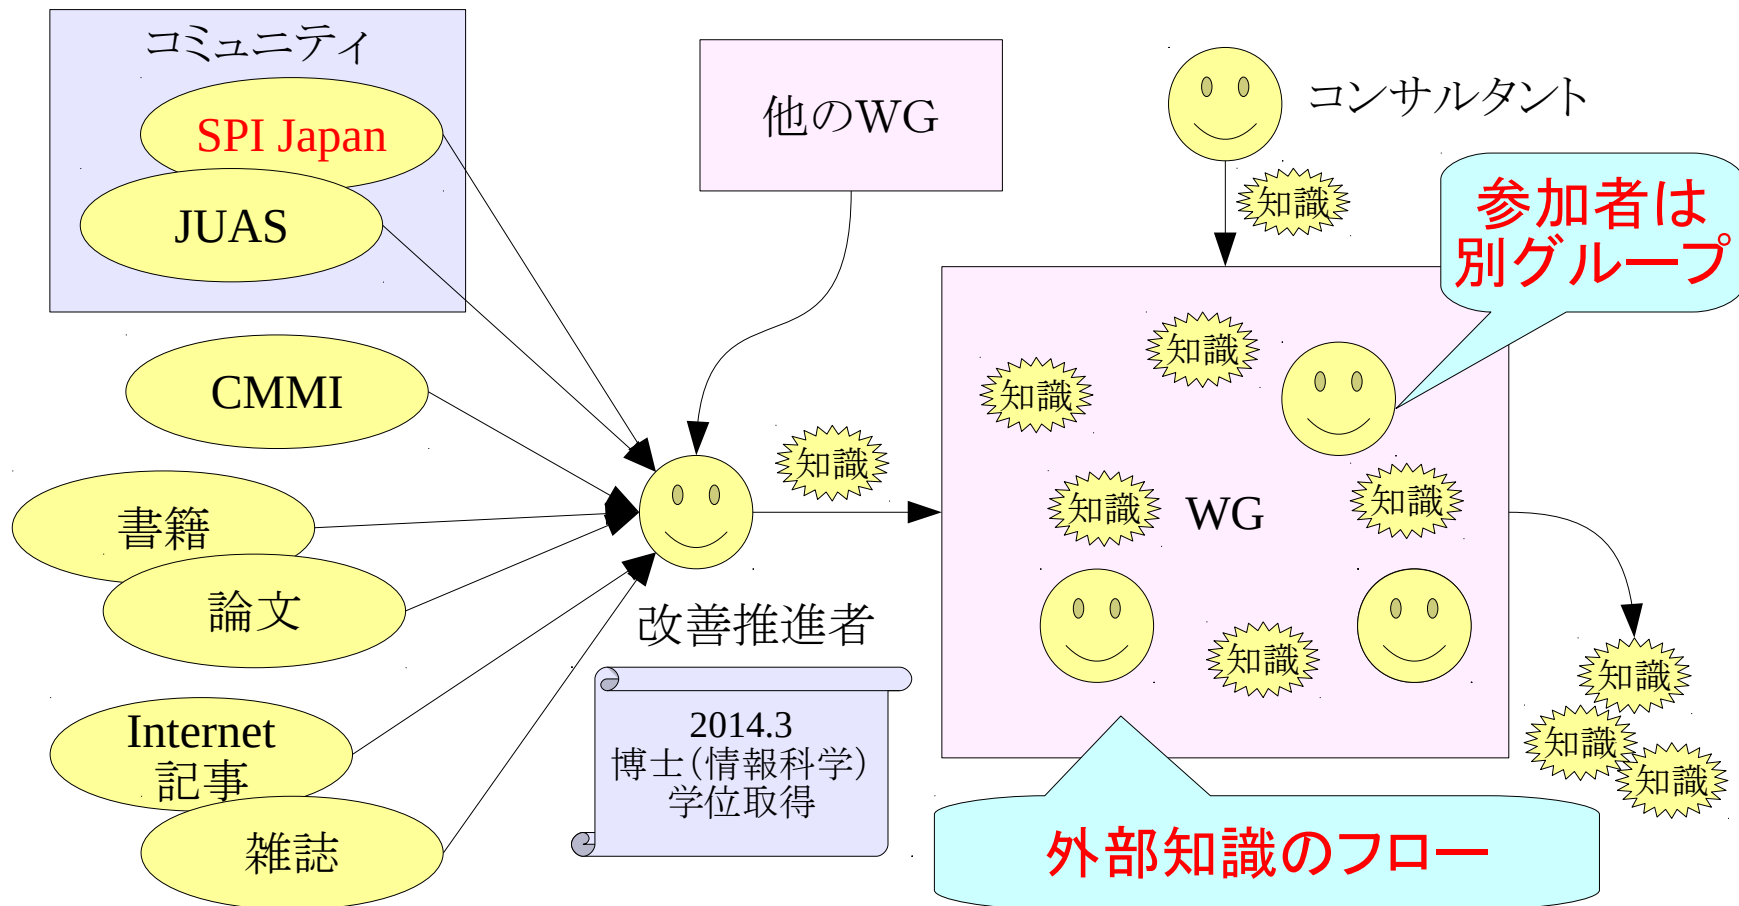 コミュニティ
SPI Japan
JUAS
CMMI
書籍
論文
Internet
記事
雑誌
他のWG
改善推進者
2014.3
博士(情報科学)
学位取得
知識
コンサルタント
知識
参加者は
別グループ
知識
知識
知識
WG
知識
知識
知識
知識
知識
外部知識のフロー